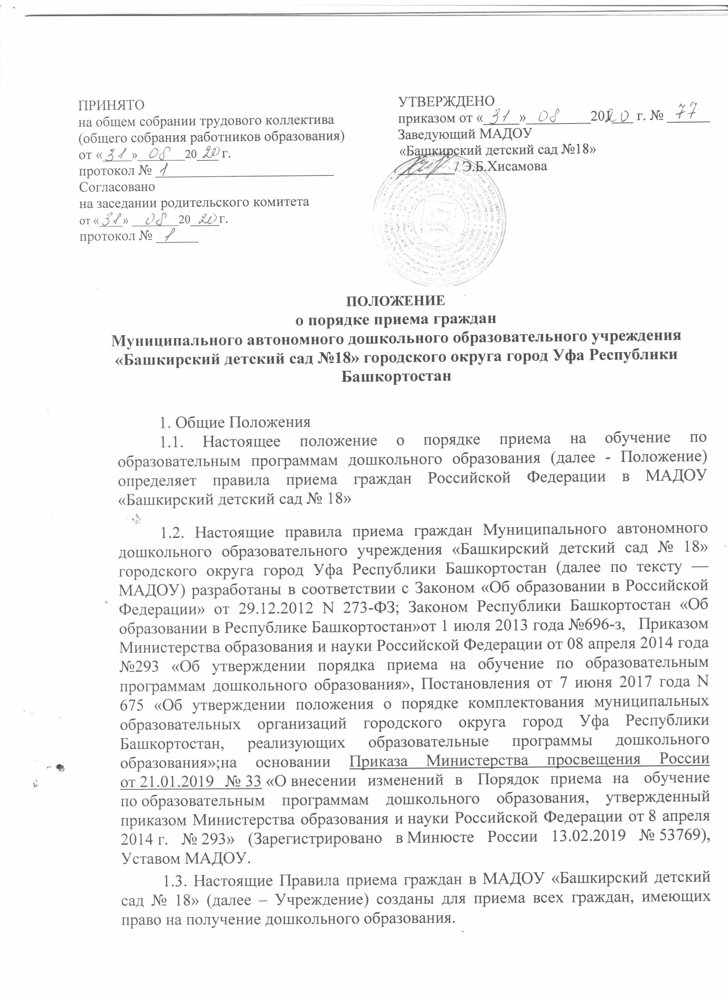 ПРИНЯТО
на общем собрании трудового коллектива
(общего собрания работников образования)
от «31» 08 2020 г.
протокол № 1
Согласовано
на заседании родительского комитета
от «31» 08 2020 г.
протокол № 1
УТВЕРЖДЕНО
приказом от «31» 08 2020 г. № 77
Заведующий МАДОУ
«Башкирский детский сад №18»
/ Э.Б.Хисамова
ПОЛОЖЕНИЕ
о порядке приема граждан
Муниципального автономного дошкольного образовательного учреждения
«Башкирский детский сад №18» городского округа город Уфа Республики
Башкортостан
1. Общие Положения
1.1. Настоящее положение о порядке приема на обучение по
образовательным программам дошкольного образования (далее - Положение)
определяет правила приема граждан Российской Федерации в МАДОУ
«Башкирский детский сад № 18»
1.2. Настоящие правила приема граждан Муниципального автономного
дошкольного образовательного учреждения «Башкирский детский сад № 18»
городского округа город Уфа Республики Башкортостан (далее по тексту —
МАДОУ) разработаны в соответствии с Законом «Об образовании в Российской
Федерации» от 29.12.2012 N 273-ФЗ; Законом Республики Башкортостан «Об
образовании в Республике Башкортостан»от 1 июля 2013 года №696-з, Приказом
Министерства образования и науки Российской Федерации от 08 апреля 2014 года
№293 «Об утверждении порядка приема на обучение по образовательным
программам дошкольного образования», Постановления от 7 июня 2017 года N
675 «Об утверждении положения о порядке комплектования муниципальных
образовательных организаций городского округа город Уфа Республики
Башкортостан, реализующих образовательные программы дошкольного
образования»;на основании Приказа Министерства просвещения России
от 21.01.2019 № 33 «О внесении изменений в Порядок приема на обучение
по образовательным программам дошкольного образования, утвержденный
приказом Министерства образования и науки Российской Федерации от 8 апреля
2014 г. № 293» (Зарегистрировано в Минюсте России 13.02.2019 № 53769),
Уставом МАДОУ.
1.3. Настоящие Правила приема граждан в МАДОУ «Башкирский детский
сад № 18» (далее – Учреждение) созданы для приема всех граждан, имеющих
право на получение дошкольного образования.